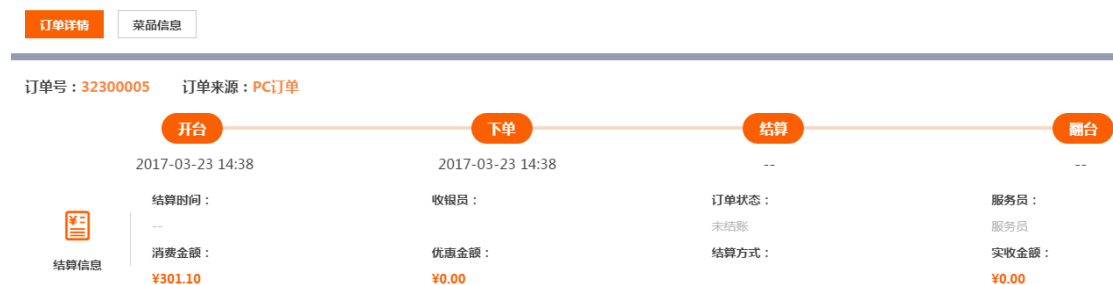 订单详情 菜品信息
订单号：32300005 订单来源：PC订单
开台 下单 结算 翻台
2017-03-23 14:38 2017-03-23 14:38 -- --
结算时间： 收银员： 订单状态： 服务员：
-- 未结账 服务员
消费金额： 优惠金额： 结算方式： 实收金额：
结算信息
¥301.10 ¥0.00 ¥0.00